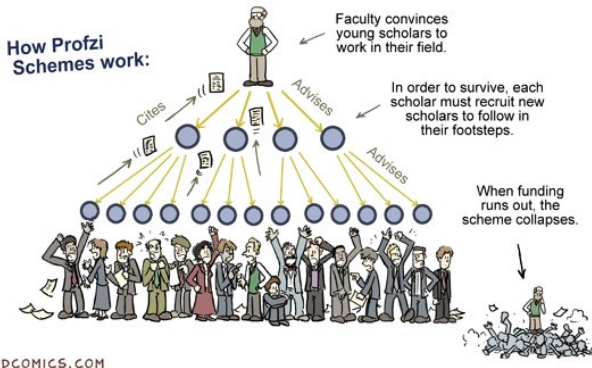 How Profzi
Schemes work:
Faculty convinces
young scholars to
work in their field.
Cites
Advises
In order to survive, each
scholar must recruit new
scholars to follow in
their footsteps.
Advises
When funding
runs out, the
scheme collapses.
DCOMICS.COM